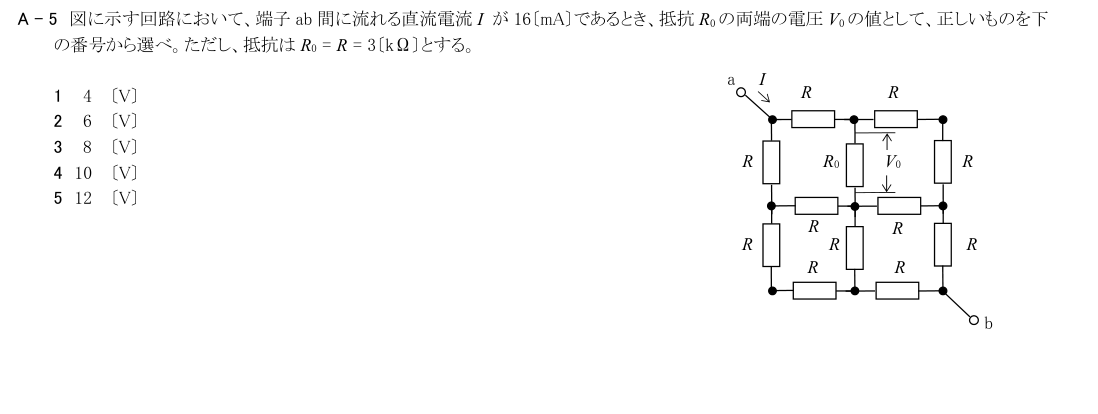 A－5 図に示す回路において、端子 ab 間に流れる直流電流 I が 16〔mA〕であるとき、抵抗 R0 の両端の電圧 V0 の値として、正しいものを下
の番号から選べ。ただし、抵抗は R0 = R = 3〔kΩ〕とする。
1 4 〔V〕
2 6 〔V〕
3 8 〔V〕
4 10 〔V〕
5 12 〔V〕
a I
R R
R R0 V0 R
R R
R R R
R R
b